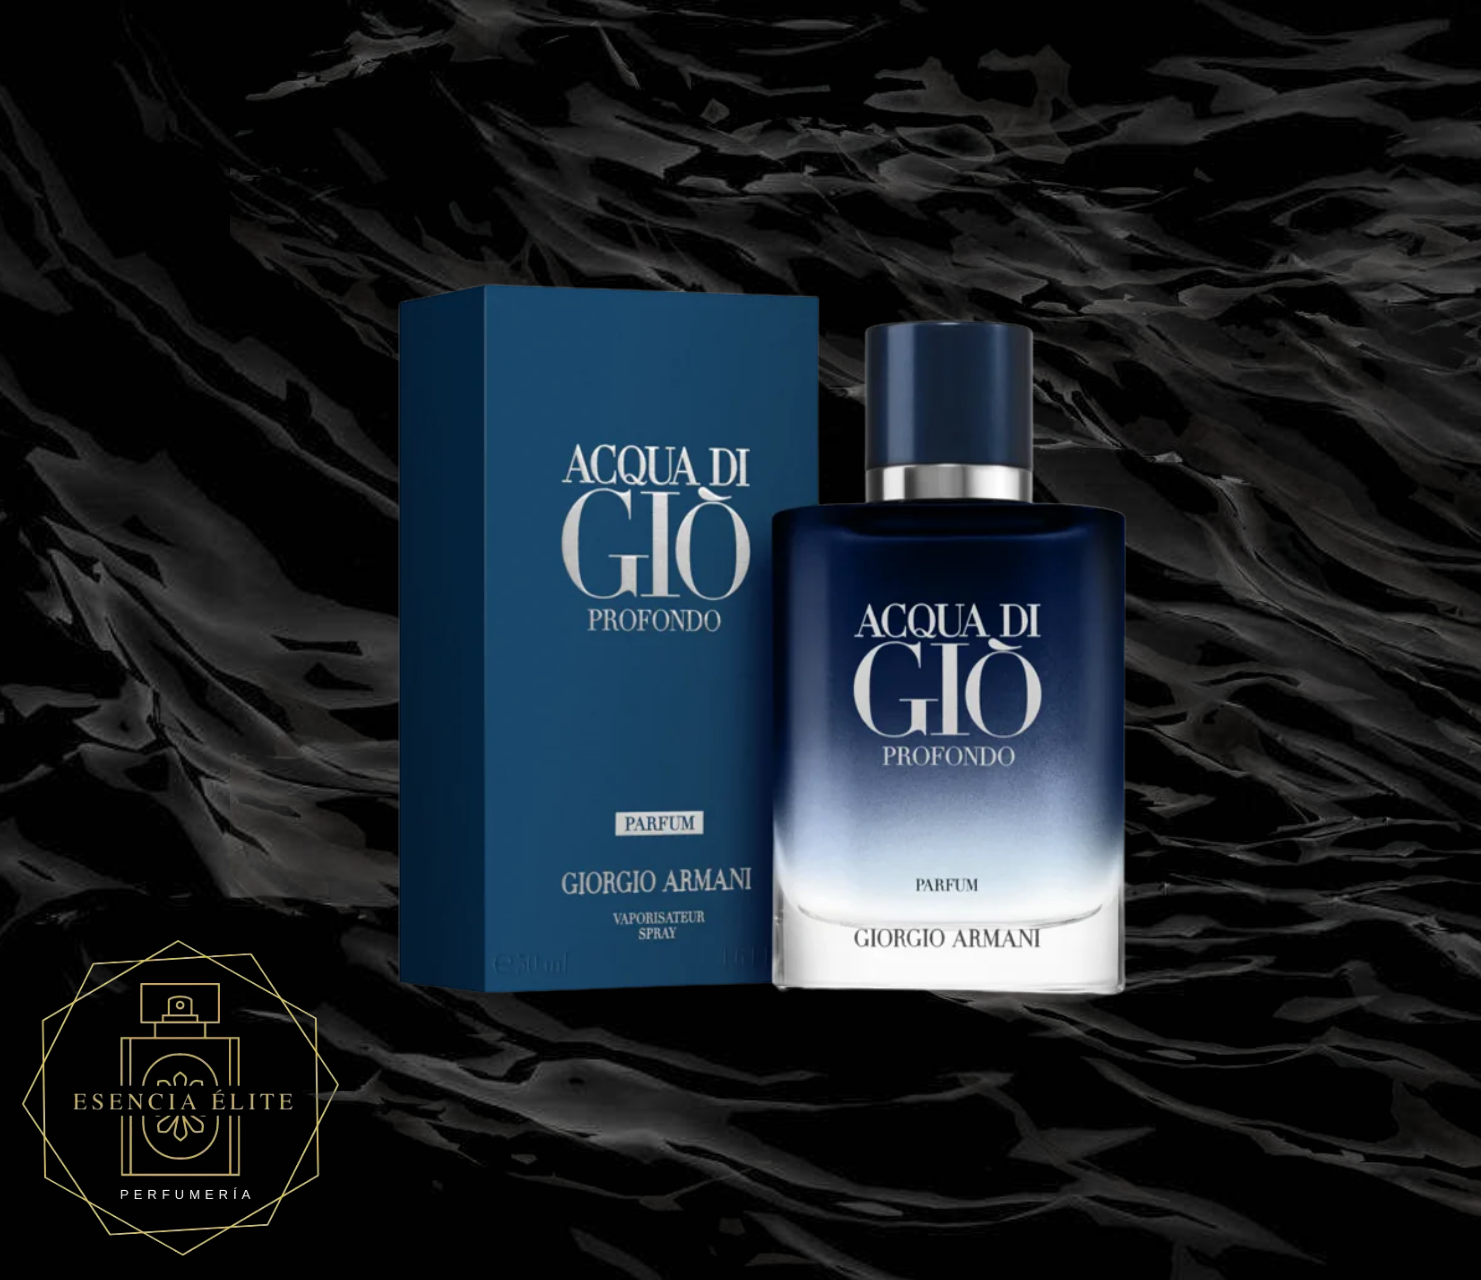 ACQUA DI
GIÒ
PROFONDO
PARFUM
GIORGIO ARMANI
VAPORISATEUR
SPRAY
ACQUA DI
GIÒ
PROFONDO
PARFUM
GIORGIO ARMANI
ESENCIA ÉLITE
PERFUMERÍA